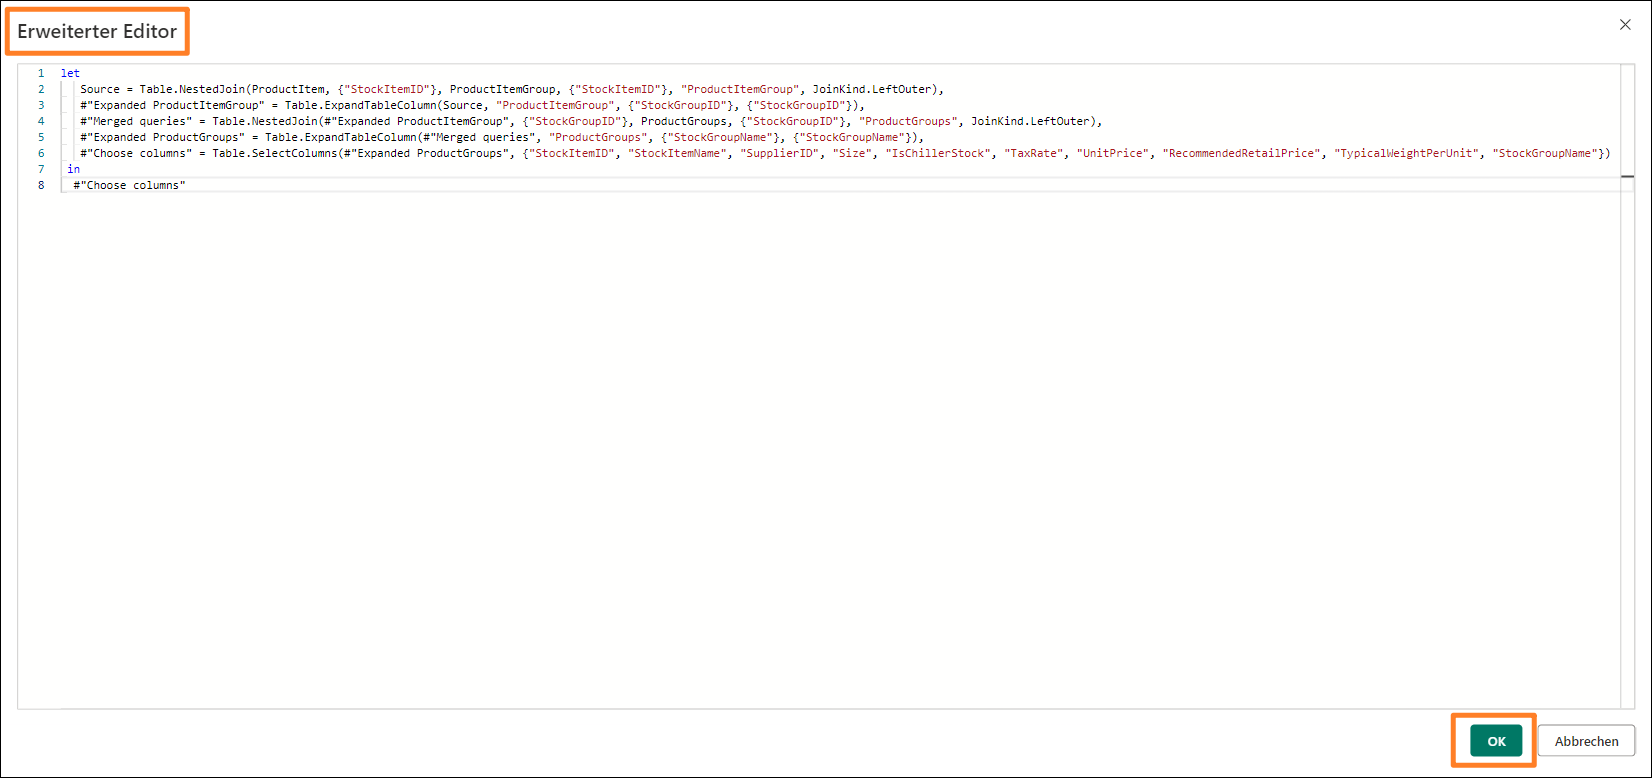 Erweiterter Editor
1 let
2 Source = Table.NestedJoin(ProductItem, {"StockItemID"}, ProductItemGroup, {"StockItemID"}, "ProductItemGroup", JoinKind.LeftOuter),
3 #"Expanded ProductItemGroup" = Table.ExpandTableColumn(Source, "ProductItemGroup", {"StockGroupID"}, {"StockGroupID"}),
4 #"Merged queries" = Table.NestedJoin(#"Expanded ProductItemGroup", {"StockGroupID"}, ProductGroups, {"StockGroupID"}, "ProductGroups", JoinKind.LeftOuter),
5 #"Expanded ProductGroups" = Table.ExpandTableColumn(#"Merged queries", "ProductGroups", {"StockGroupName"}, {"StockGroupName"}),
6 #"Choose columns" = Table.SelectColumns(#"Expanded ProductGroups", {"StockItemID", "StockItemName", "SupplierID", "Size", "IsChillerStock", "TaxRate", "UnitPrice", "RecommendedRetailPrice", "TypicalWeightPerUnit", "StockGroupName"})
7 in
8 #"Choose columns"
OK Abbrechen